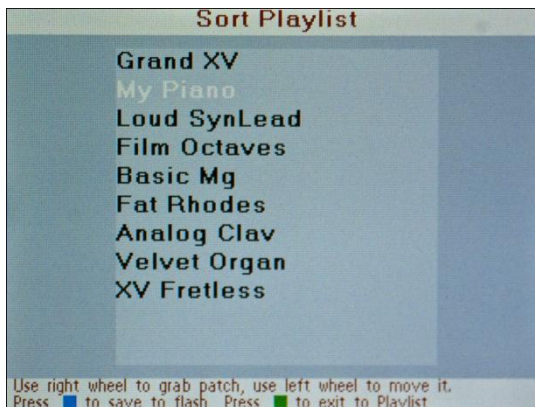 Sort Playlist
Grand XV
My Piano
Loud SynLead
Film Octaves
Basic Mg
Fat Rhodes
Analog Clav
Velvet Organ
XV Fretless
Use right wheel to grab patch, use left wheel to move it.
Press to save to flash Press to exit to Playlist